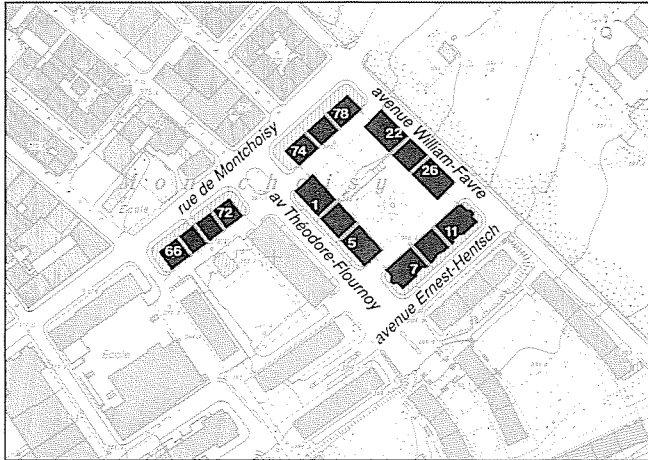 78
74
rue de Montchoisy
avenue William-Favre
22
26
Montchoisy
Ecole
72
66
1
5
av Théodore-Flournoy
11
7
avenue Ernest-Hentsch
Ecole